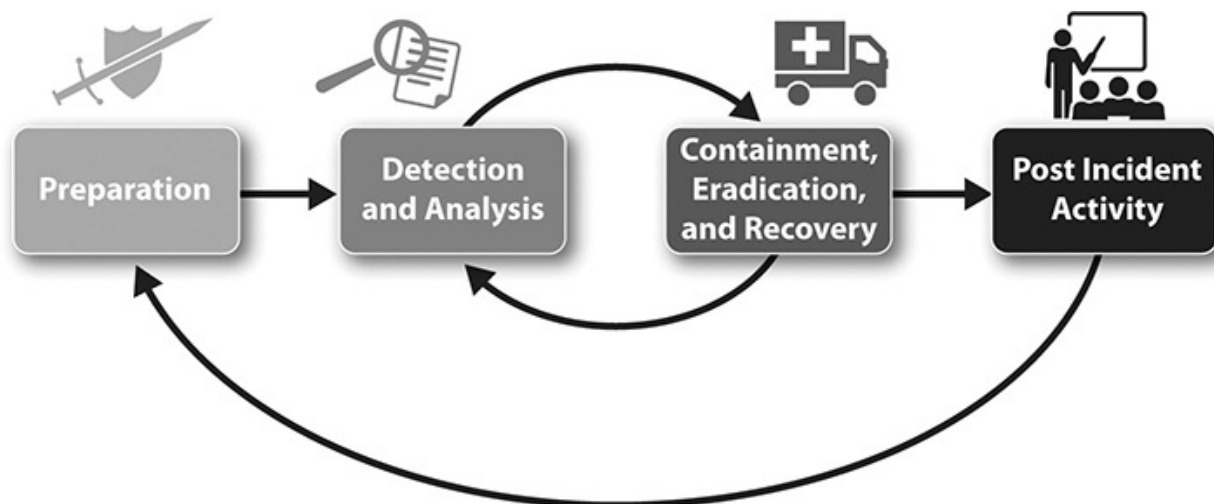 Preparation
Detection
and Analysis
Containment,
Eradication,
and Recovery
Post Incident
Activity